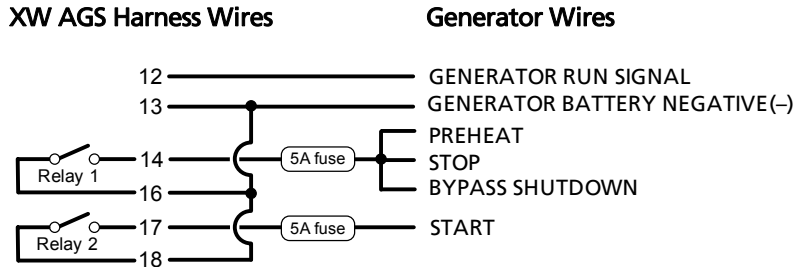 XW AGS Harness Wires Generator Wires
12 GENERATOR RUN SIGNAL
13 GENERATOR BATTERY NEGATIVE(–)
PREHEAT
14 5A fuse STOP
Relay 1
16 BYPASS SHUTDOWN
17 5A fuse START
Relay 2
18